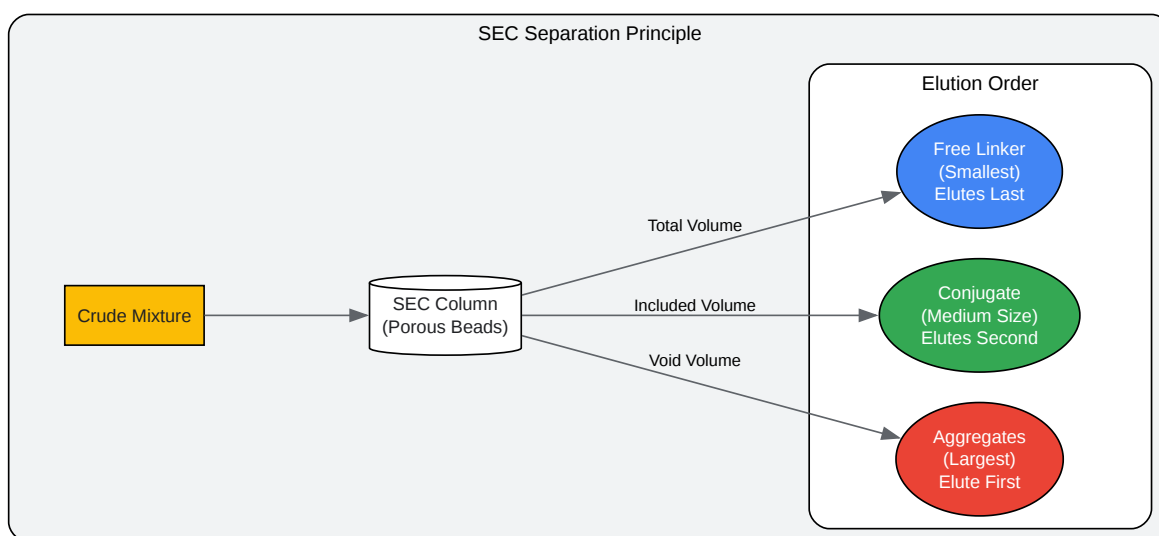 SEC Separation Principle
Elution Order
Free Linker
(Smallest)
Elutes Last
Total Volume
Crude Mixture
SEC Column
(Porous Beads)
Included Volume
Conjugate
(Medium Size)
Elutes Second
Void Volume
Aggregates
(Largest)
Elute First